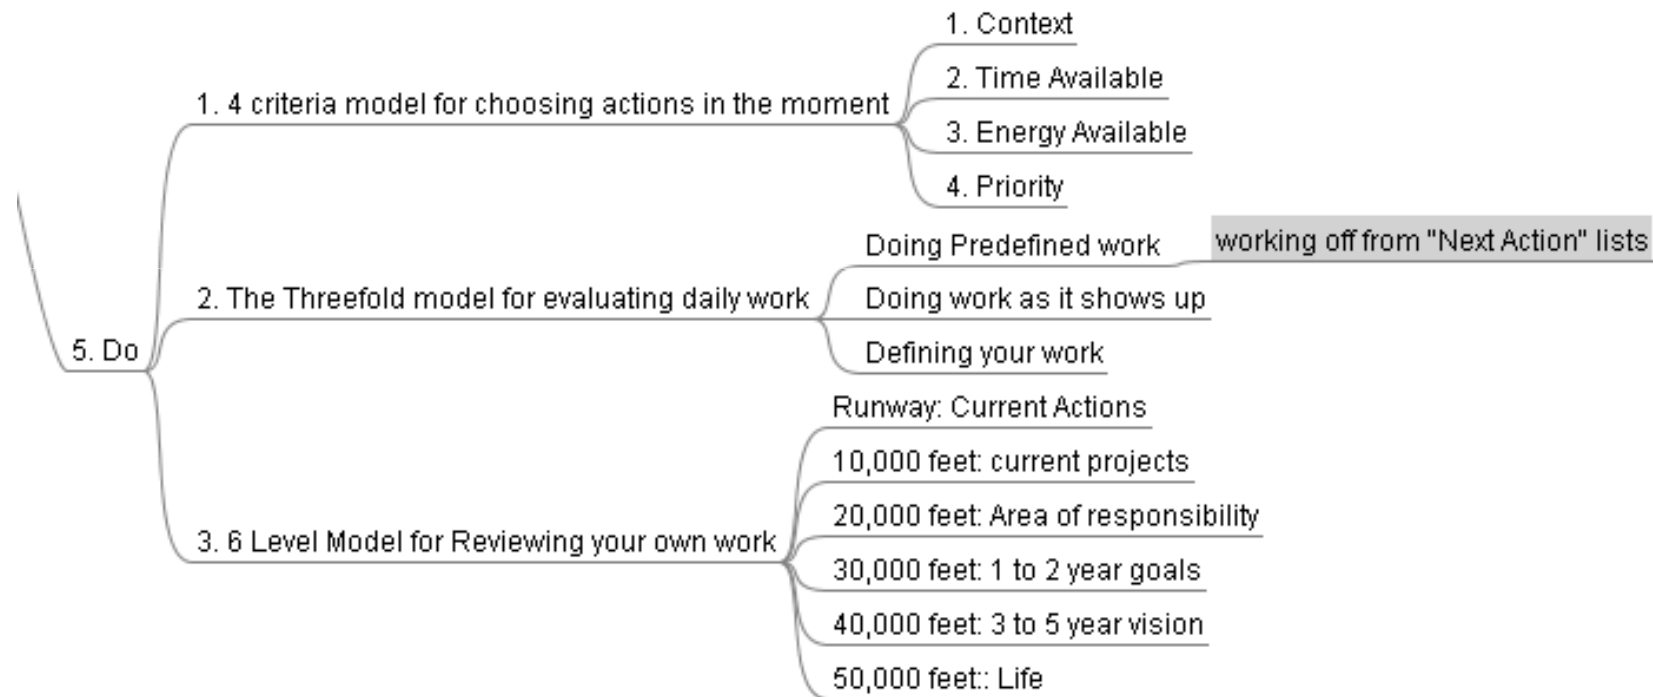 1. Context
2. Time Available
1. 4 criteria model for choosing actions in the moment
3. Energy Available
4. Priority
Doing Predefined work
working off from "Next Action" lists
2. The Threefold model for evaluating daily work
Doing work as it shows up
Defining your work
5. Do
Runway: Current Actions
10,000 feet: current projects
20,000 feet: Area of responsibility
3. 6 Level Model for Reviewing your own work
30,000 feet: 1 to 2 year goals
40,000 feet: 3 to 5 year vision
50,000 feet:: Life